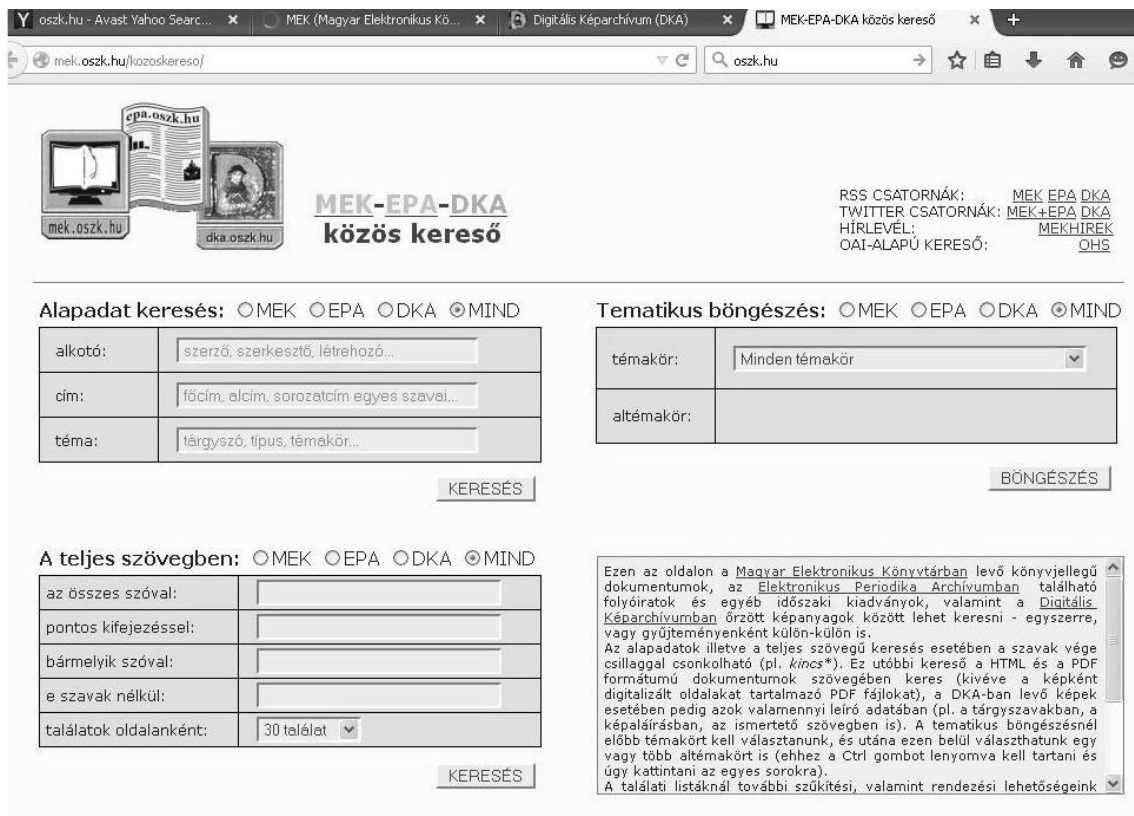 oszk.hu - Avast Yahoo Searc...
MEK (Magyar Elektronikus Kö...
Digitális Képarchívum (DKA)
MEK-EPA-DKA közös kereső
mek.oszk.hu/kozoskereso/
oszk.hu
epa.oszk.hu
mek.oszk.hu
dka.oszk.hu
MEK-EPA-DKA
közös kereső
RSS CSATORNÁK: MEK EPA DKA
TWITTER CSATORNÁK: MEK+EPA DKA
HÍRLEVÉL: MEKHIREK
OAI-ALAPÚ KERESŐ: OHS
Alapadat keresés: MEK EPA DKA MIND
alkotó: szerző, szerkesztő, létrehozó...
cím: főcím, alcím, sorozatcím egyes szavai...
téma: tárgyszó, típus, témakör...
KERESÉS
Tematikus böngészés: MEK EPA DKA MIND
témakör: Minden témakör
altémakör:
BÖNGÉSZÉS
A teljes szövegben: MEK EPA DKA MIND
az összes szóval:
pontos kifejezéssel:
bármelyik szóval:
e szavak nélkül:
találatok oldalanként: 30 találat
KERESÉS
Ezen az oldalon a Magyar Elektronikus Könyvtárban levő könyvjellegű
dokumentumok, az Elektronikus Periodika Archívumban található
folyóiratok és egyéb időszaki kiadványok, valamint a Digitális
Képarchívumban őrzött képanyagok között lehet keresni - egyszerre,
vagy gyűjteményenként külön-külön is.
Az alapadatok illetve a teljes szövegű keresés esetében a szavak vége
csillaggal csonkolható (pl. kincs*). Ez utóbbi kereső a HTML és a PDF
formátumú dokumentumok szövegében keres (kivéve a képként
digitalizált oldalakat tartalmazó PDF fájlokat), a DKA-ban levő képek
esetében pedig azok valamennyi leíró adatában (pl. a tárgyszavakban, a
képaláírásban, az ismertető szövegben is). A tematikus böngészésnél
előbb témakört kell választanunk, és utána ezen belül választhatunk egy
vagy több altémakört is (ehhez a Ctrl gombot lenyomva kell tartani és
úgy kattintani az egyes sorokra).
A találati listáknál további szűkítési, valamint rendezési lehetőségeink